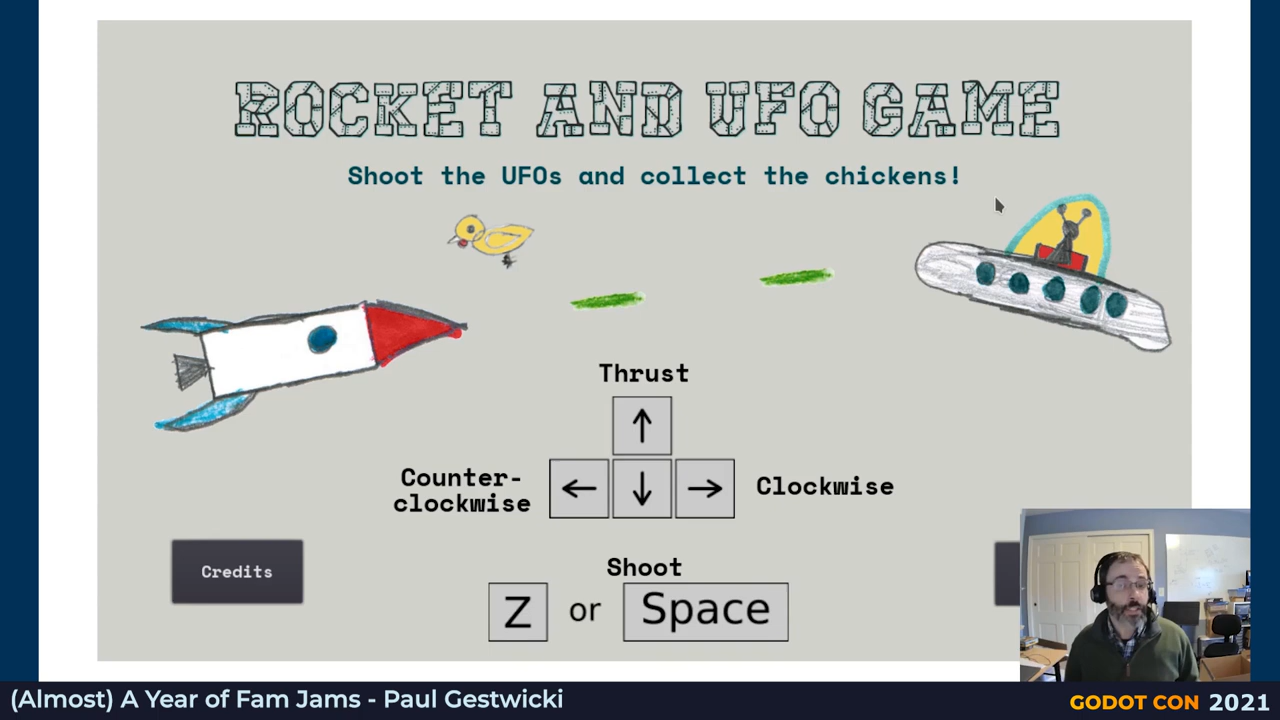 ROCKET AND UFO GAME
Shoot the UFOs and collect the chickens!
Thrust
↑
Counter-
clockwise
← ↓ →
Clockwise
Credits
Shoot
Z or Space
(Almost) A Year of Fam Jams - Paul Gestwicki
GODOT CON 2021